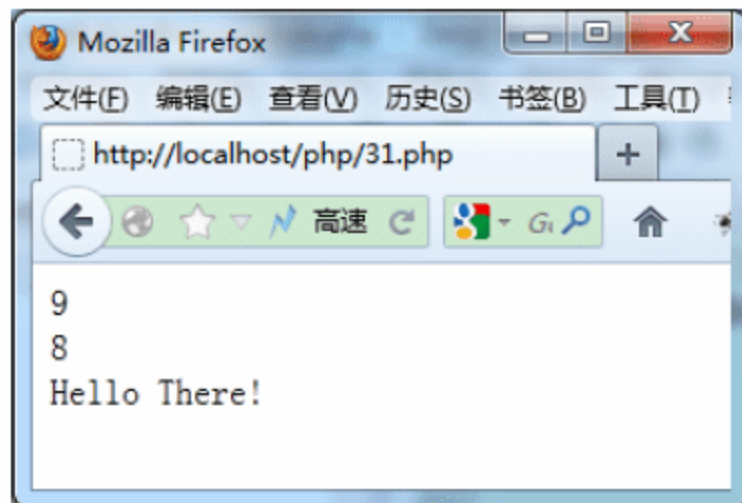 Mozilla Firefox
文件(F) 编辑(E) 查看(V) 历史(S) 书签(B) 工具(T)
http://localhost/php/31.php
高速
9
8
Hello There!